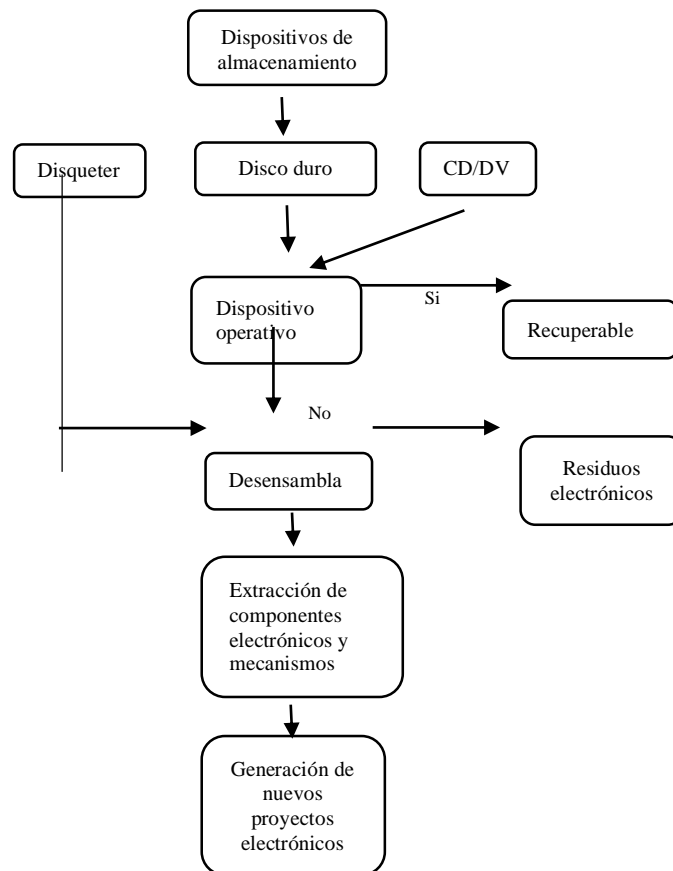 Dispositivos de
almacenamiento
Disqueter
Disco duro
CD/DV
Dispositivo
operativo
Si
Recuperable
No
Residuos
electrónicos
Desensambla
Extracción de
componentes
electrónicos y
mecanismos
Generación de
nuevos
proyectos
electrónicos